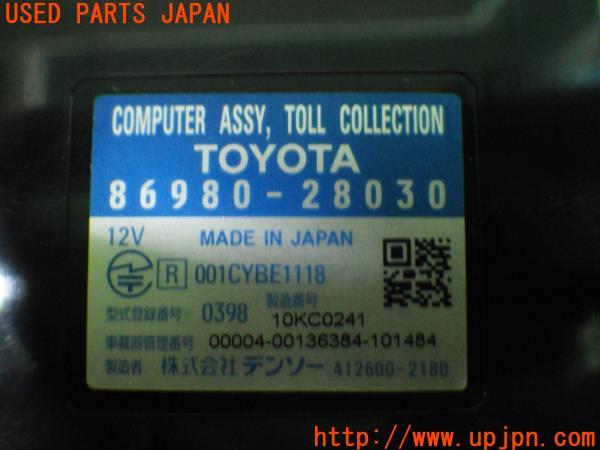 USED PARTS JAPAN
COMPUTER ASSY, TOLL COLLECTION
TOYOTA
86980-28030
12V MADE IN JAPAN
R 001CYBE1118
型式登録番号 0398 製造番号 10KC0241
車載器管理番号 00004-00136384-101484
製造者 株式会社デンソー 412600-2180
http://www.upjpn.com